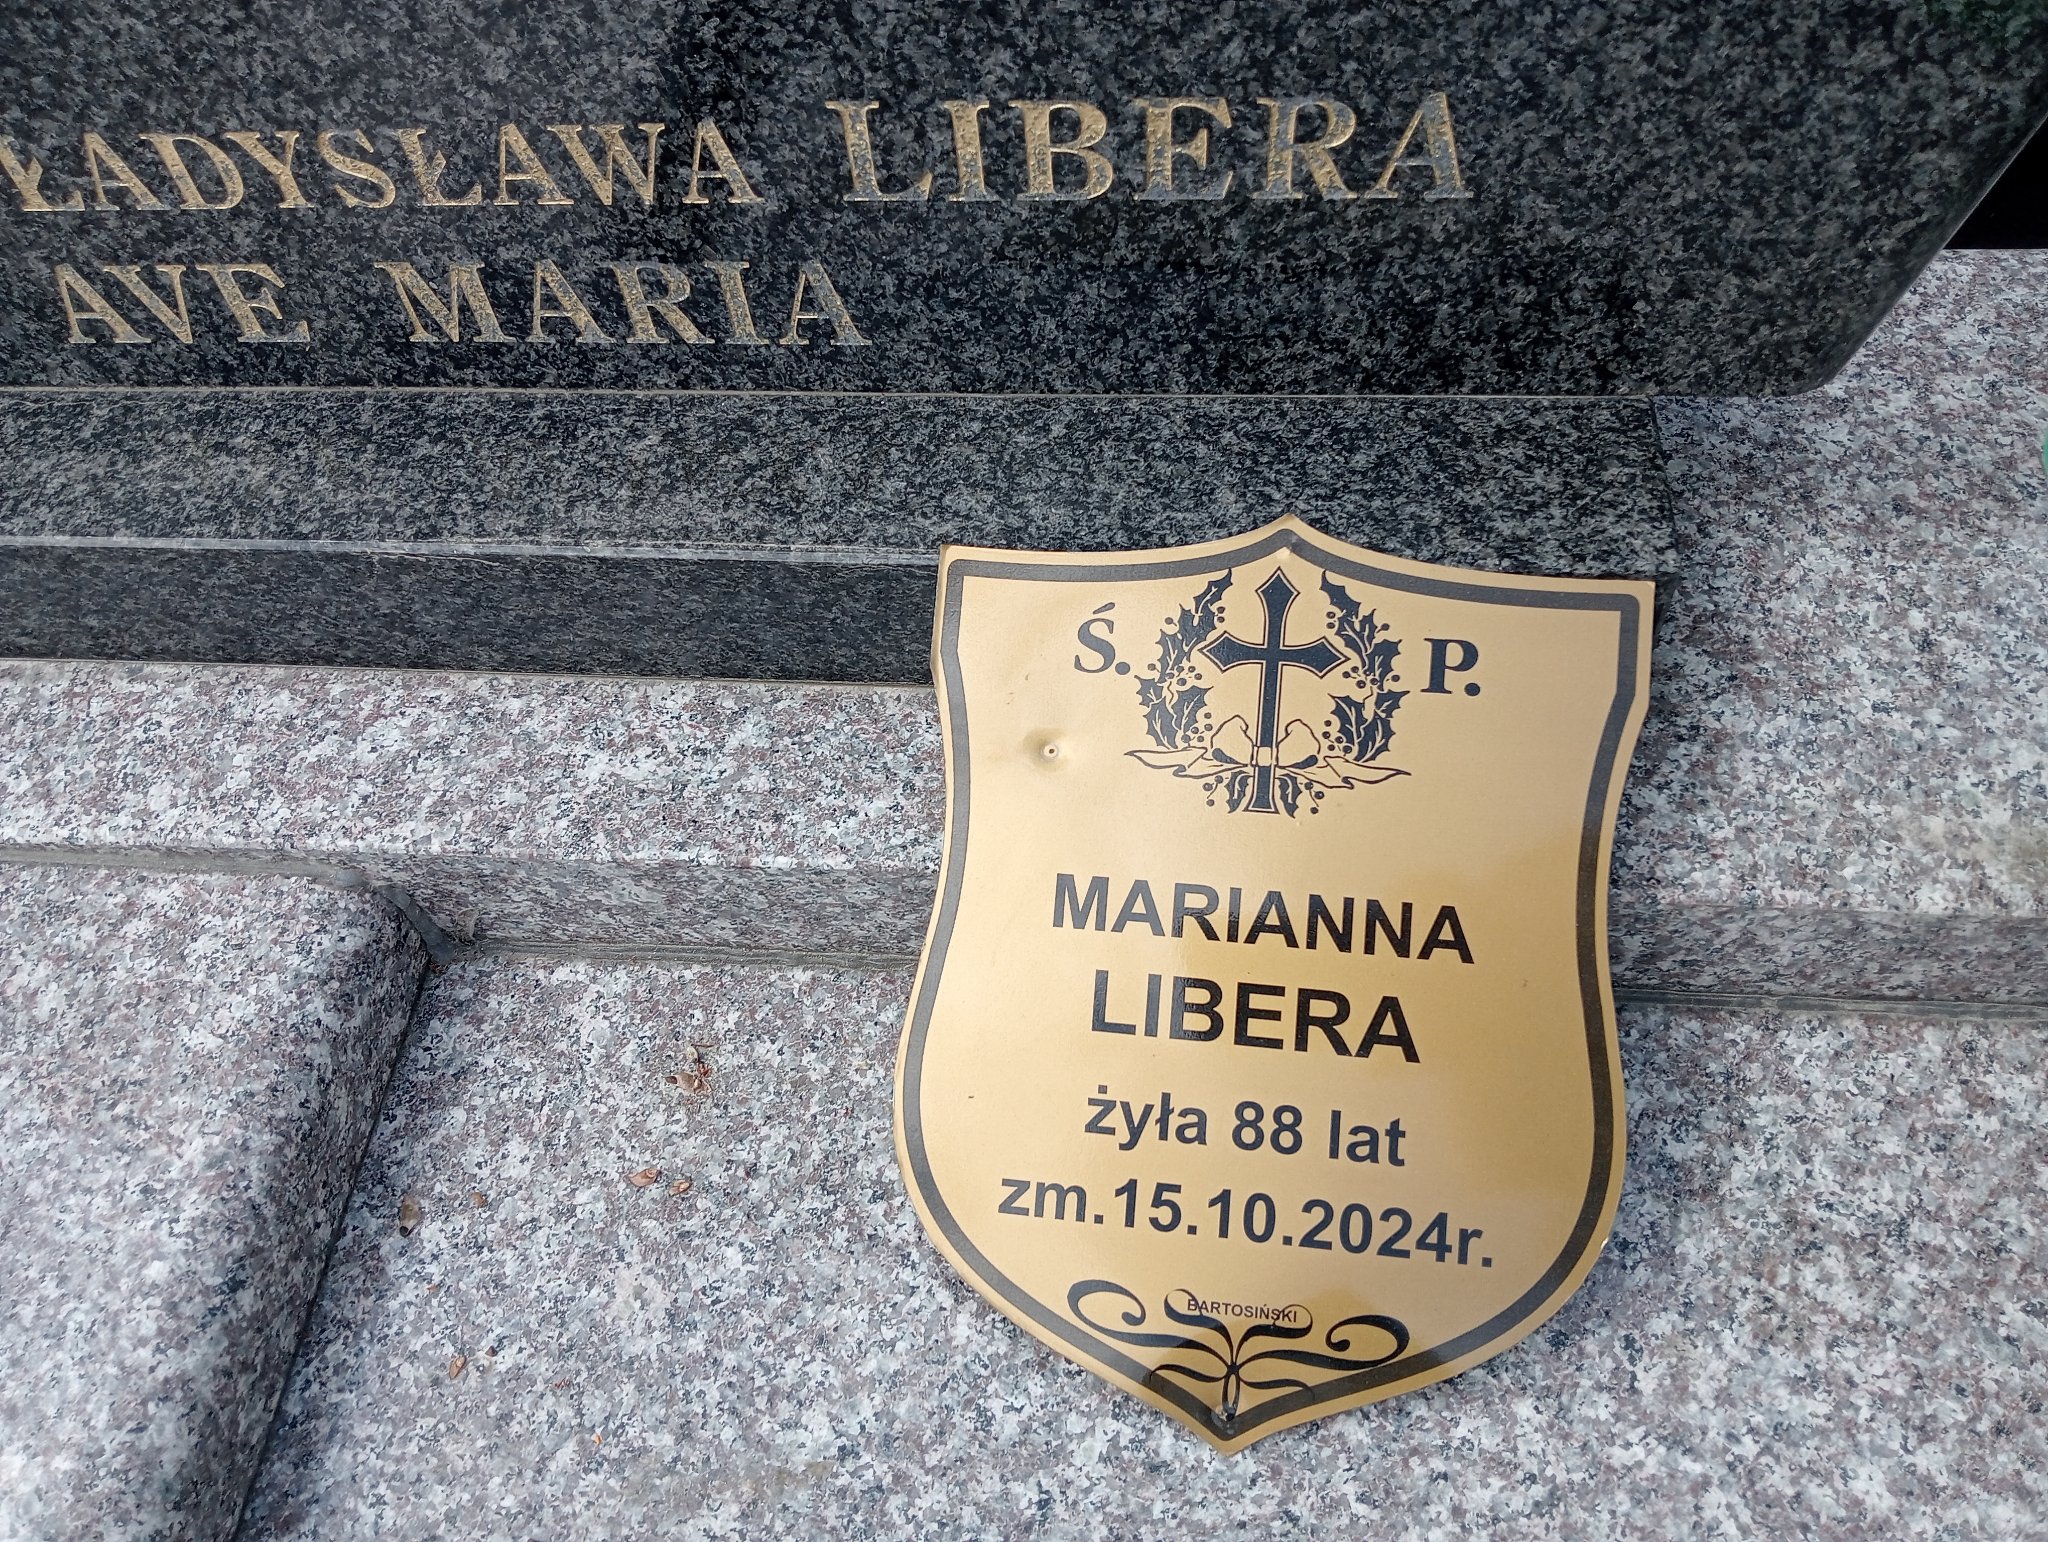 ŁADYSŁAWA LIBERA
AVE MARIA
Ś. P.
MARIANNA
LIBERA
żyła 88 lat
zm.15.10.2024r.
BARTOSIŃSKI